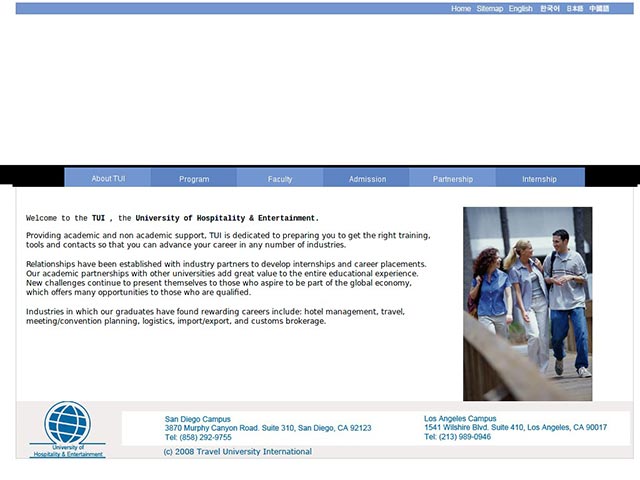 Home Sitemap English 한국어 日本語 中國語
About TUI Program Faculty Admission Partnership Internship
Welcome to the TUI , the University of Hospitality & Entertainment.
Providing academic and non academic support, TUI is dedicated to preparing you to get the right training,
tools and contacts so that you can advance your career in any number of industries.
Relationships have been established with industry partners to develop internships and career placements.
Our academic partnerships with other universities add great value to the entire educational experience.
New challenges continue to present themselves to those who aspire to be part of the global economy,
which offers many opportunities to those who are qualified.
Industries in which our graduates have found rewarding careers include: hotel management, travel,
meeting/convention planning, logistics, import/export, and customs brokerage.
University of
Hospitality & Entertainment
San Diego Campus
3870 Murphy Canyon Road. Suite 310, San Diego, CA 92123
Tel: (858) 292-9755
Los Angeles Campus
1541 Wilshire Blvd. Suite 410, Los Angeles, CA 90017
Tel: (213) 989-0946
(c) 2008 Travel University International